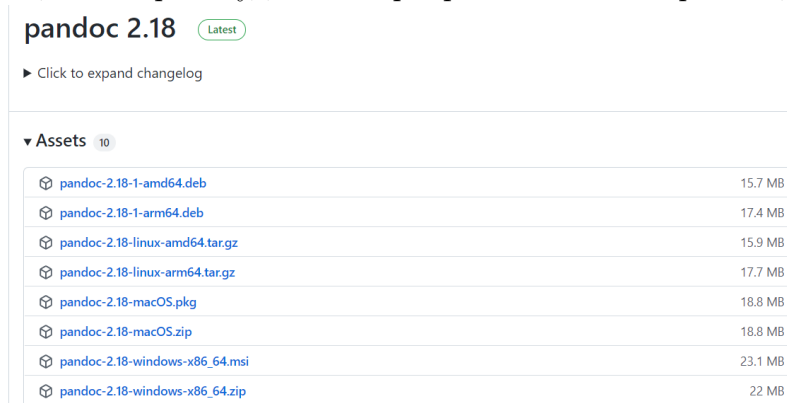 pandoc 2.18 Latest
Click to expand changelog
Assets 10
pandoc-2.18-1-amd64.deb 15.7 MB
pandoc-2.18-1-arm64.deb 17.4 MB
pandoc-2.18-linux-amd64.tar.gz 15.9 MB
pandoc-2.18-linux-arm64.tar.gz 17.7 MB
pandoc-2.18-macOS.pkg 18.8 MB
pandoc-2.18-macOS.zip 18.8 MB
pandoc-2.18-windows-x86_64.msi 23.1 MB
pandoc-2.18-windows-x86_64.zip 22 MB